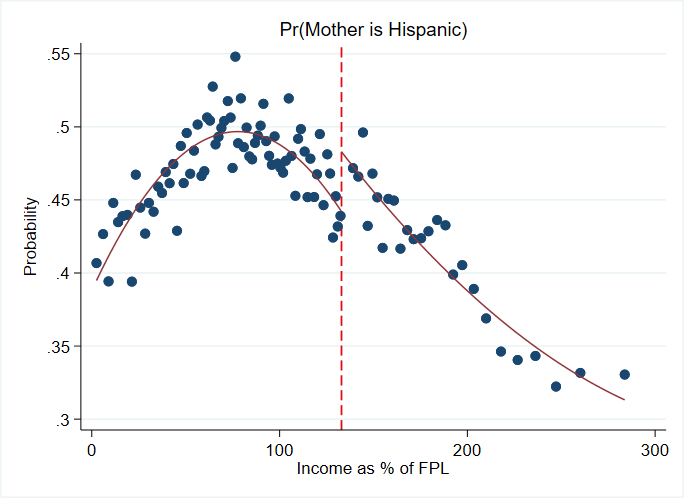 Pr(Mother is Hispanic)
Probability
.55
.5
.45
.4
.35
.3
0 100 200 300
Income as % of FPL